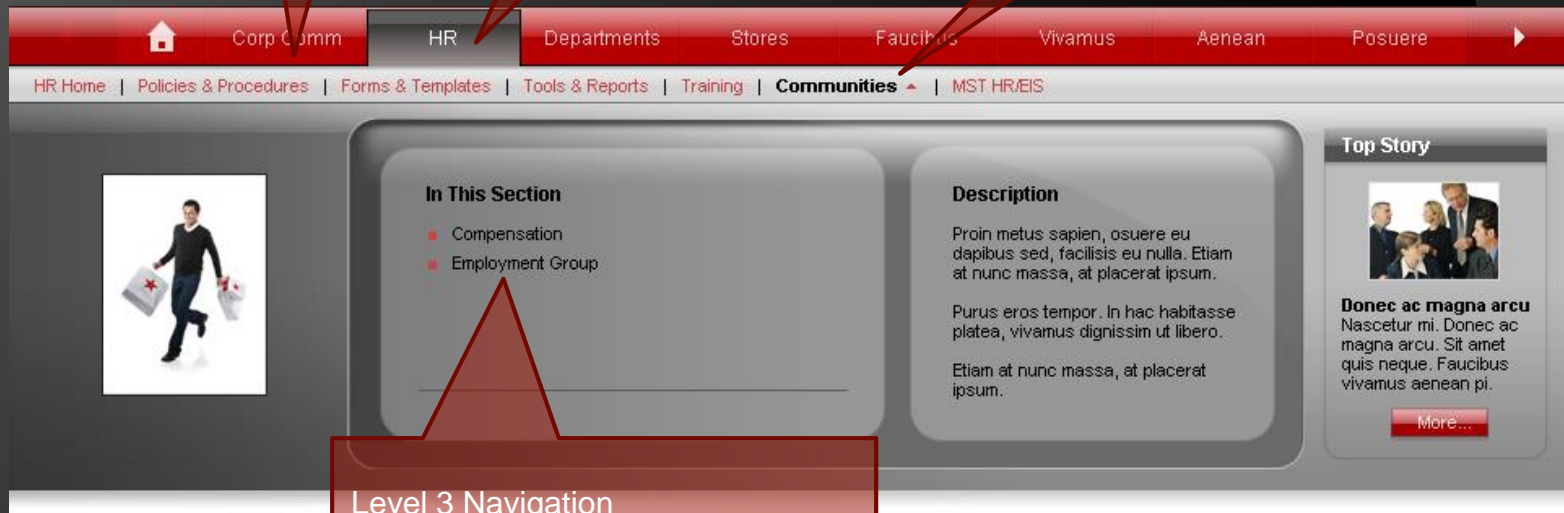 Corp Comm HR Departments Stores Faucibus Vivamus Aenean Posuere
HR Home | Policies & Procedures | Forms & Templates | Tools & Reports | Training | Communities | MST HR/EIS
In This Section
Compensation
Employment Group
Description
Proin metus sapien, osuere eu
dapibus sed, facilisis eu nulla. Etiam
at nunc massa, at placerat ipsum.
Purus eros tempor. In hac habitasse
platea, vivamus dignissim ut libero.
Etiam at nunc massa, at placerat
ipsum.
Top Story
Donec ac magna arcu
Nascetur mi. Donec ac
magna arcu. Sit amet
quis neque. Faucibus
vivamus aenean pi.
More...
Level 3 Navigation